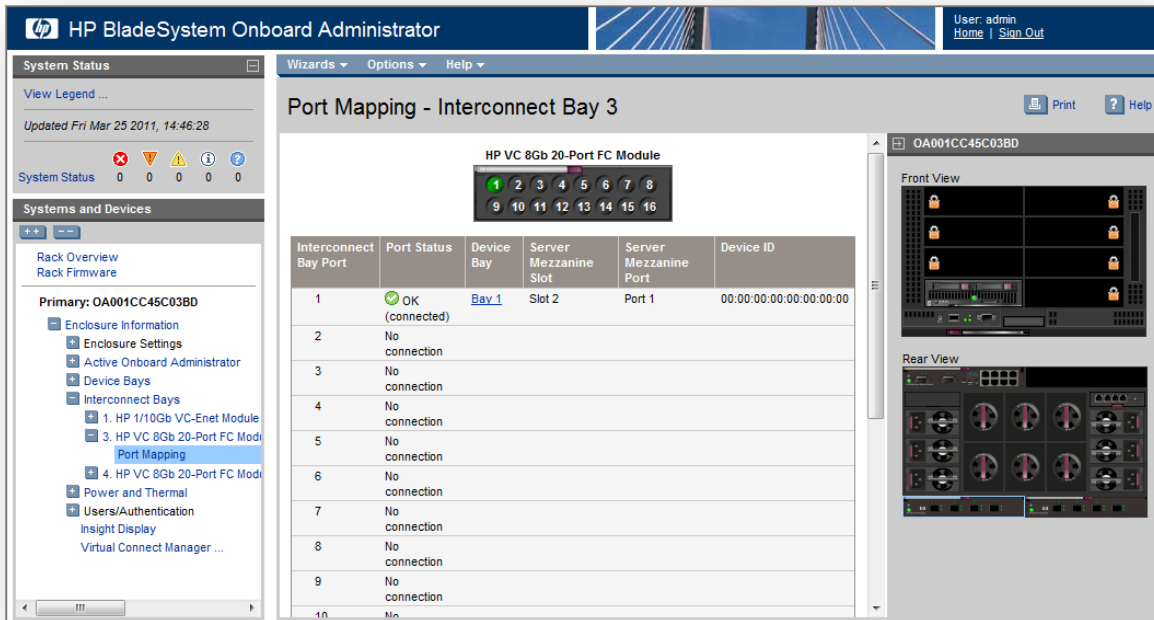 hp HP BladeSystem Onboard Administrator
User: admin
Home | Sign Out
System Status
View Legend ...
Updated Fri Mar 25 2011, 14:46:28
System Status 0 0 0 0 0
Systems and Devices
++ --
Rack Overview
Rack Firmware
Primary: OA001CC45C03BD
Enclosure Information
Enclosure Settings
Active Onboard Administrator
Device Bays
Interconnect Bays
1. HP 1/10Gb VC-Enet Module
3. HP VC 8Gb 20-Port FC Modu
Port Mapping
4. HP VC 8Gb 20-Port FC Modu
Power and Thermal
Users/Authentication
Insight Display
Virtual Connect Manager ...
Wizards Options Help
Port Mapping - Interconnect Bay 3
Print ? Help
HP VC 8Gb 20-Port FC Module
1 2 3 4 5 6 7 8
9 10 11 12 13 14 15 16
Interconnect Bay Port Port Status Device Bay Server Mezzanine Slot Server Mezzanine Port Device ID
1 OK (connected) Bay 1 Slot 2 Port 1 00:00:00:00:00:00:00:00
2 No connection
3 No connection
4 No connection
5 No connection
6 No connection
7 No connection
8 No connection
9 No connection
10 No
OA001CC45C03BD
Front View
Rear View